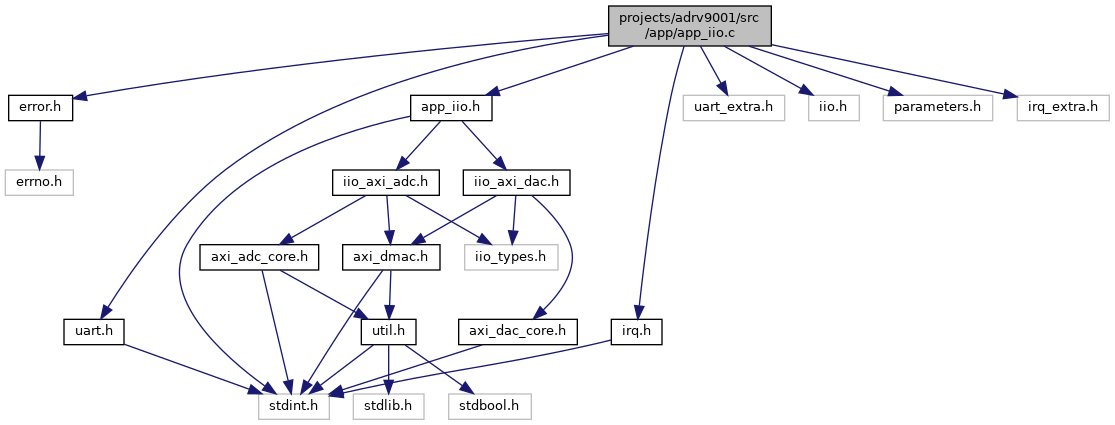 projects/adrv9001/src
/app/app_iio.c
error.h
app_iio.h
uart_extra.h
iio.h
parameters.h
irq_extra.h
errno.h
iio_axi_adc.h
iio_axi_dac.h
axi_adc_core.h
axi_dmac.h
iio_types.h
uart.h
util.h
axi_dac_core.h
irq.h
stdint.h
stdlib.h
stdbool.h